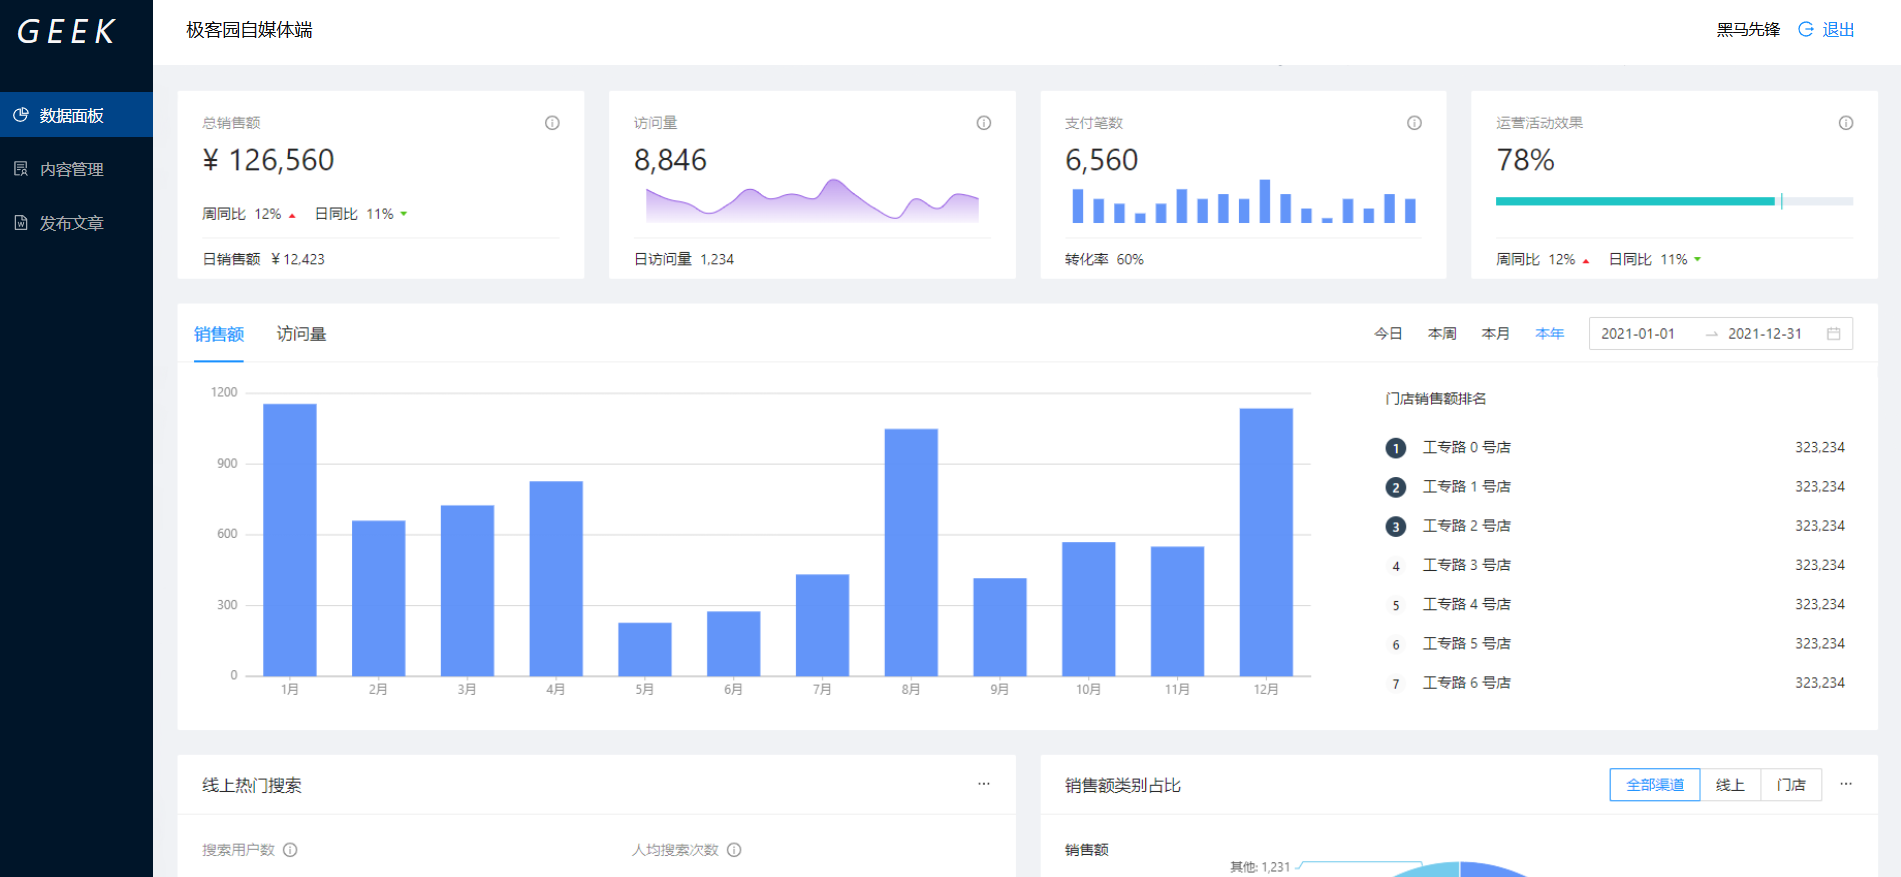 GEEK
极客园自媒体端
黑马先锋 退出
数据面板
内容管理
发布文章
总销售额
¥ 126,560
周同比 12% 日同比 11%
日销售额 ¥ 12,423
访问量
8,846
日访问量 1,234
支付笔数
6,560
转化率 60%
运营活动效果
78%
周同比 12% 日同比 11%
销售额 访问量
今日 本周 本月 本年 2021-01-01 → 2021-12-31
1200
900
600
300
0
1月 2月 3月 4月 5月 6月 7月 8月 9月 10月 11月 12月
门店销售额排名
1 工专路 0 号店 323,234
2 工专路 1 号店 323,234
3 工专路 2 号店 323,234
4 工专路 3 号店 323,234
5 工专路 4 号店 323,234
6 工专路 5 号店 323,234
7 工专路 6 号店 323,234
线上热门搜索 ···
搜索用户数 人均搜索次数
销售额类别占比 全部渠道 线上 门店 ···
销售额
其他: 1,231